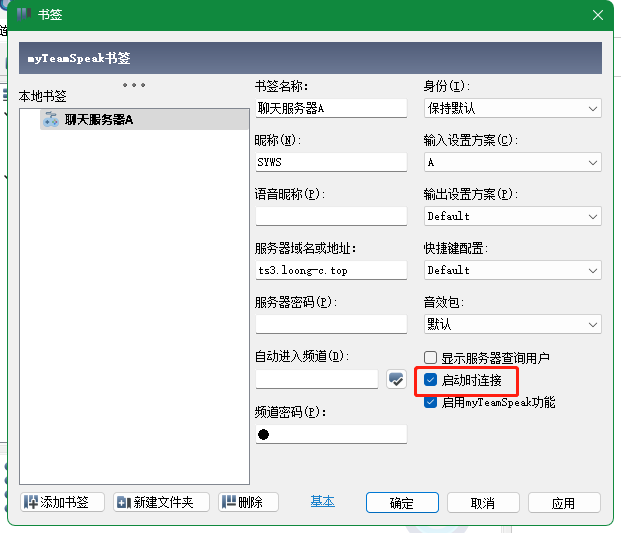 书签
myTeamSpeak书签
本地书签
聊天服务器A
书签名称:
聊天服务器A
昵称(N):
SYWS
语音昵称(P):
服务器域名或地址:
ts3.loong-c.top
服务器密码(P):
自动进入频道(D):
频道密码(P):
身份(I):
保持默认
输入设置方案(C):
A
输出设置方案(P):
Default
快捷键配置:
Default
音效包:
默认
显示服务器查询用户
启动时连接
启用myTeamSpeak功能
添加书签
新建文件夹
删除
基本
确定
取消
应用